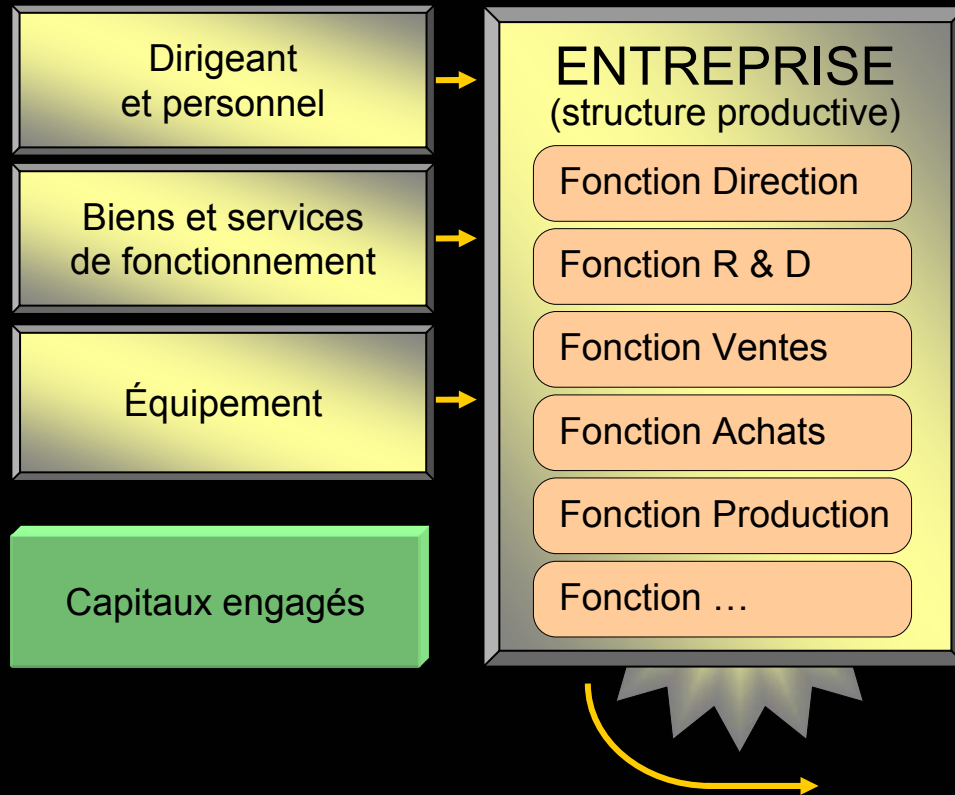 Dirigeant
et personnel
Biens et services
de fonctionnement
Équipement
Capitaux engagés
ENTREPRISE
(structure productive)
Fonction Direction
Fonction R & D
Fonction Ventes
Fonction Achats
Fonction Production
Fonction …